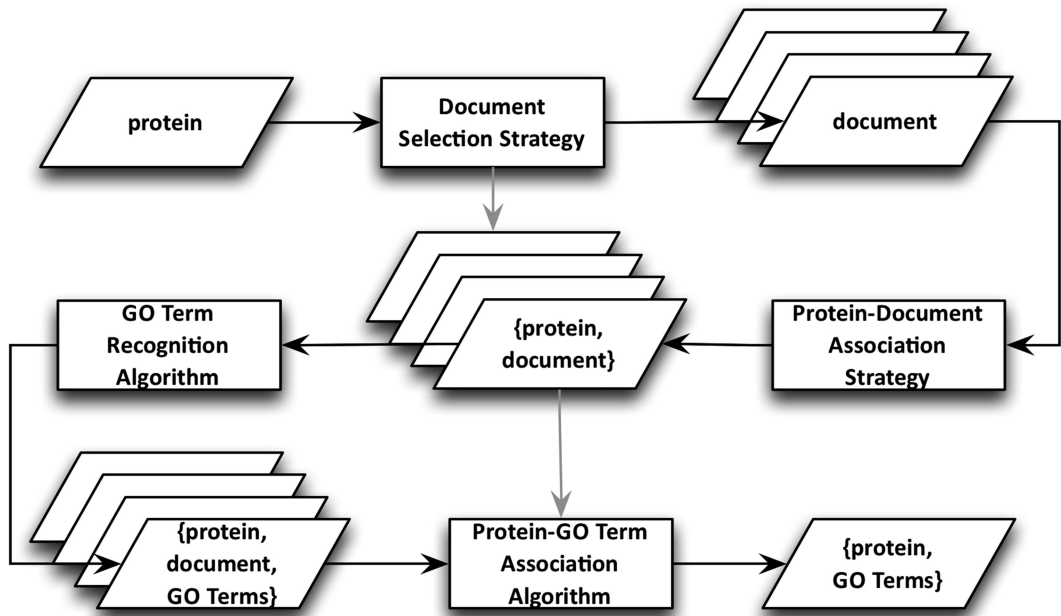 protein
Document
Selection Strategy
document
GO Term
Recognition
Algorithm
{protein,
document}
Protein-Document
Association
Strategy
{protein,
document,
GO Terms}
Protein-GO Term
Association
Algorithm
{protein,
GO Terms}